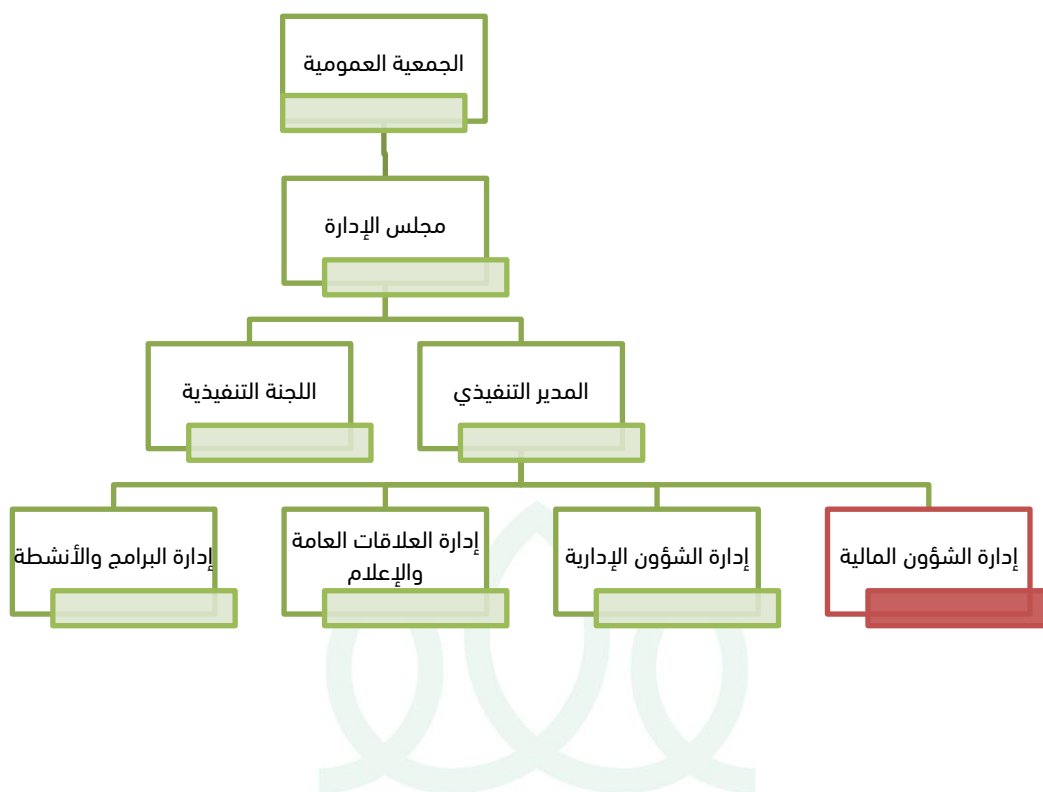 الجمعية العمومية
مجلس الإدارة
المدير التنفيذي
اللجنة التنفيذية
إدارة الشؤون المالية
إدارة الشؤون الإدارية
إدارة العلاقات العامة
والإعلام
إدارة البرامج والأنشطة